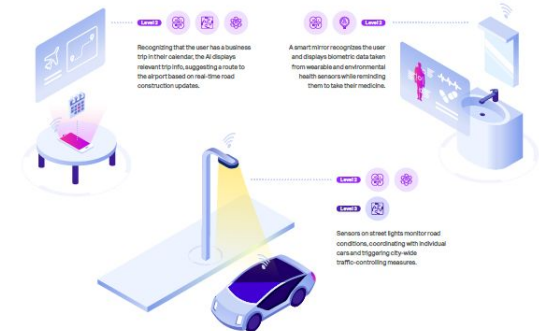 Level 3
Recognizing that the user has a business
trip in their calendar, the AI displays
relevant trip info, suggesting a route to
the airport based on real-time road
construction updates.
Level 2
A smart mirror recognizes the user
and displays biometric data taken
from wearable and environmental
health sensors while reminding
them to take their medicine.
Level 3
Sensors on street lights monitor road
conditions, coordinating with individual
cars and triggering city-wide
traffic-controlling measures.